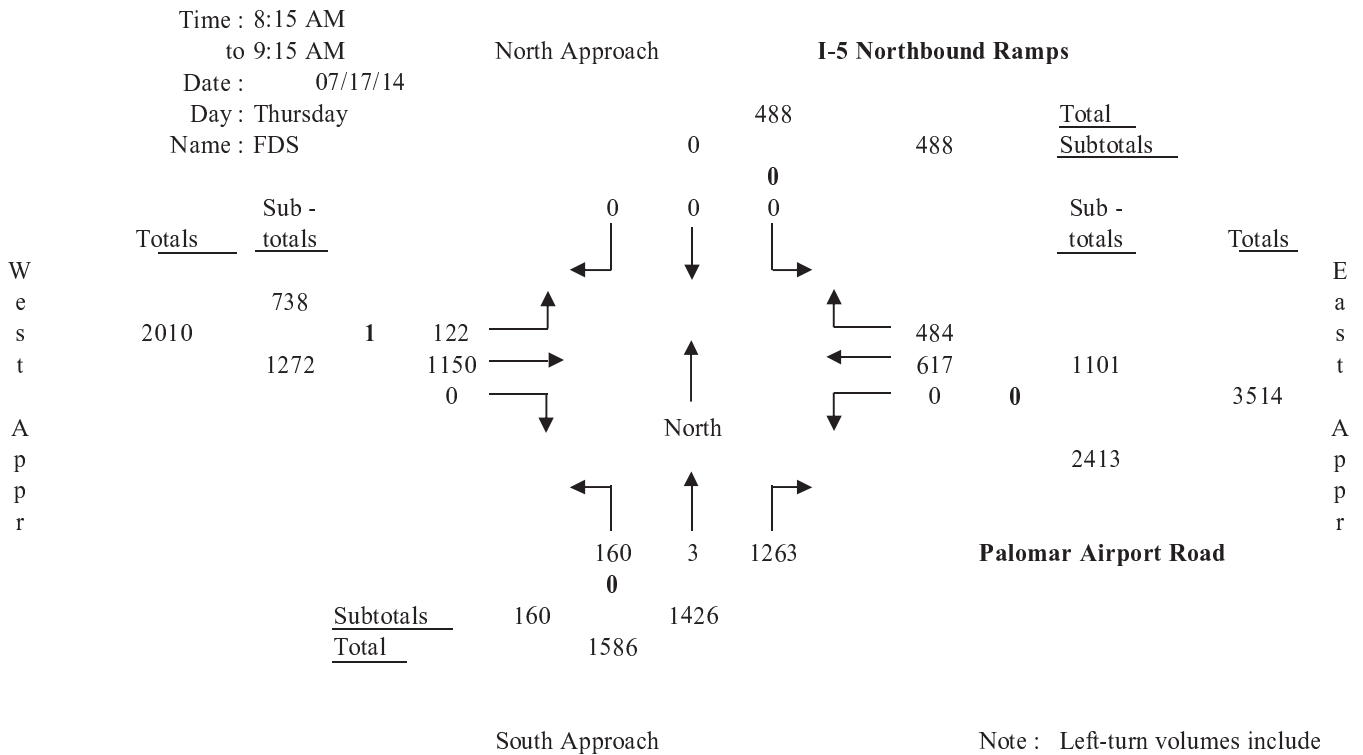 Time : 8:15 AM
to 9:15 AM North Approach I-5 Northbound Ramps
Date : 07/17/14
Day : Thursday 488 Total
Name : FDS 0 488 Subtotals
0
Sub - 0 0 0 Sub -
Totals totals totals Totals
W E
e 738 a
s 2010 1 122 484 s
t 1272 1150 617 1101 t
0 0 0 3514
A North A
p 2413 p
p p
r r
160 3 1263 Palomar Airport Road
0
Subtotals 160 1426
Total 1586
South Approach Note : Left-turn volumes include